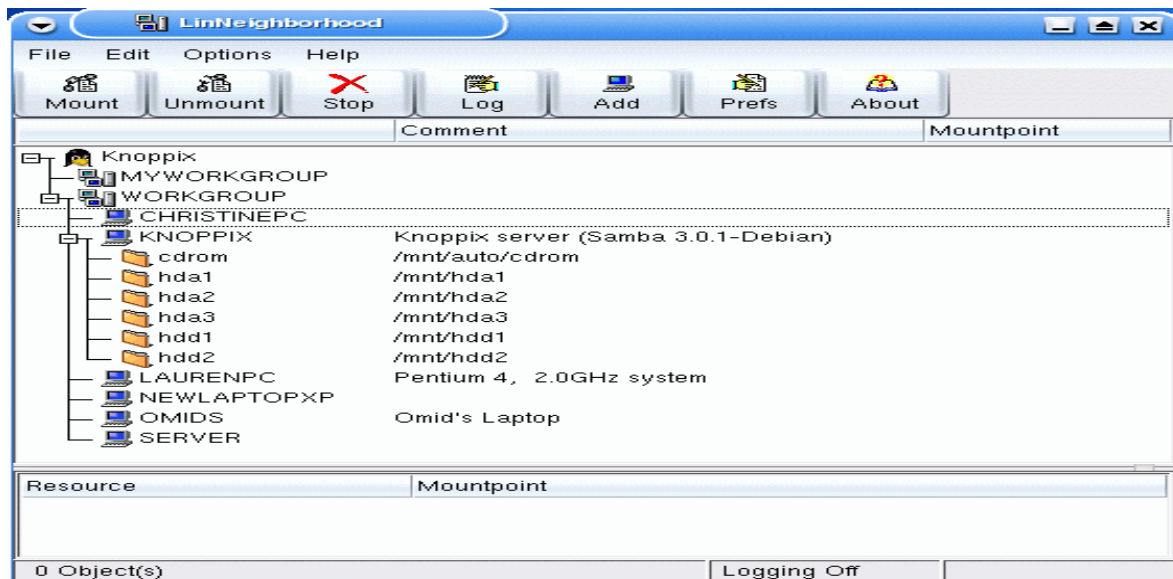 LinNeighborhood
File Edit Options Help
Mount Unmount Stop Log Add Prefs About
Comment Mountpoint
Knoppix
MYWORKGROUP
WORKGROUP
CHRISTINEPC
KNOPPIX Knoppix server (Samba 3.0.1-Debian)
cdrom /mnt/auto/cdrom
hda1 /mnt/hda1
hda2 /mnt/hda2
hda3 /mnt/hda3
hdd1 /mnt/hdd1
hdd2 /mnt/hdd2
LAURENPC Pentium 4, 2.0GHz system
NEWLAPTOPXP
OMIDS Omid's Laptop
SERVER
Resource Mountpoint
0 Object(s) Logging Off